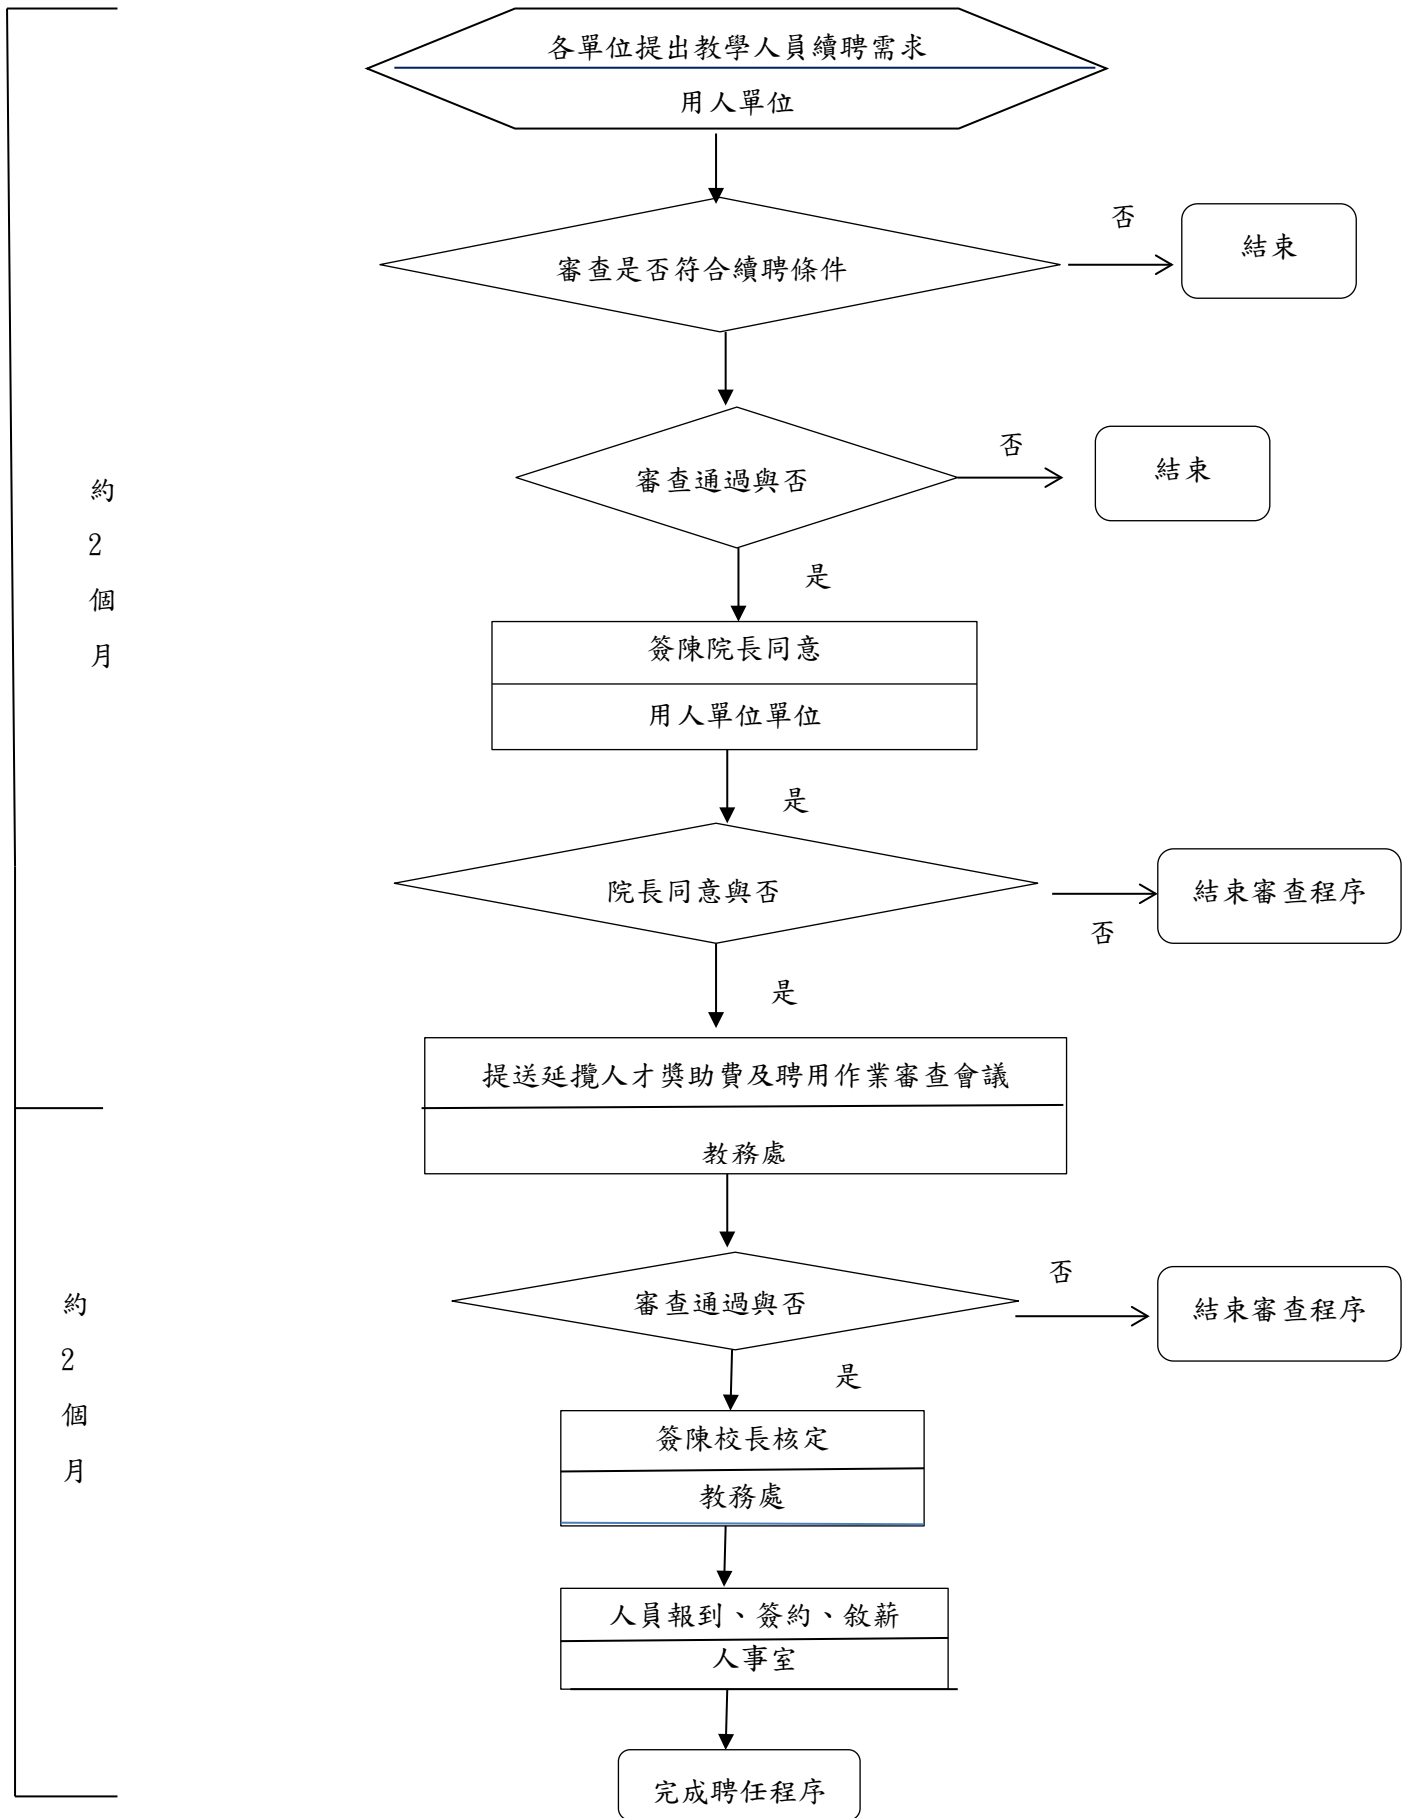 各單位提出教學人員續聘需求
用人單位
審查是否符合續聘條件
否
結束
審查通過與否
否
結束
是
簽陳院長同意
用人單位單位
是
院長同意與否
否
結束審查程序
是
提送延攬人才獎助費及聘用作業審查會議
教務處
審查通過與否
否
結束審查程序
是
簽陳校長核定
教務處
人員報到、簽約、敘薪
人事室
完成聘任程序
約
2
個
月
約
2
個
月